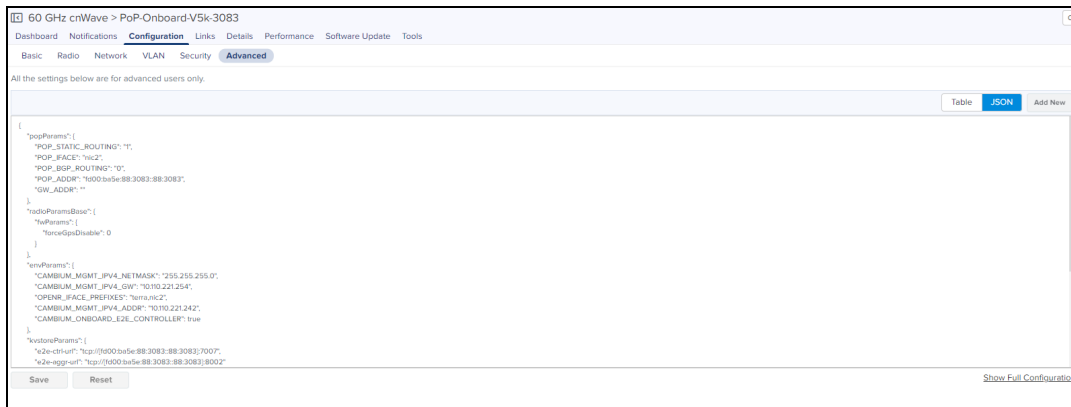 60 GHz cnWave > PoP-Onboard-V5k-3083
Dashboard Notifications Configuration Links Details Performance Software Update Tools
Basic Radio Network VLAN Security Advanced
All the settings below are for advanced users only.
Table JSON Add New
{
"popParams": {
"POP_STATIC_ROUTING": "1",
"POP_IFACE": "nic2",
"POP_BGP_ROUTING": "0",
"POP_ADDR": "fd00:ba5e:88:3083::88:3083",
"GW_ADDR": ""
},
"radioParamsBase": {
"fwParams": {
"forceGpsDisable": 0
}
},
"envParams": {
"CAMBIUM_MGMT_IPV4_NETMASK": "255.255.255.0",
"CAMBIUM_MGMT_IPV4_GW": "10.110.221.254",
"OPENR_IFACE_PREFIXES": "terra,nic2",
"CAMBIUM_MGMT_IPV4_ADDR": "10.110.221.242",
"CAMBIUM_ONBOARD_E2E_CONTROLLER": true
},
"kvstoreParams": {
"e2e-ctrl-url": "tcp://[fd00:ba5e:88:3083::88:3083]:7007",
"e2e-aggr-url": "tcp://[fd00:ba5e:88:3083::88:3083]:8002"
Save Reset Show Full Configuratio